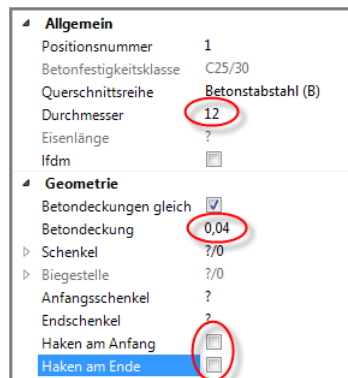 Allgemein
Positionsnummer 1
Betonfestigkeitsklasse C25/30
Querschnittsreihe Betonstabstahl (B)
Durchmesser 12
Eisenlänge ?
lfdm
Geometrie
Betondeckungen gleich
Betondeckung 0,04
Schenkel ?/0
Biegestelle ?/0
Anfangsschenkel ?
Endschenkel ?
Haken am Anfang
Haken am Ende